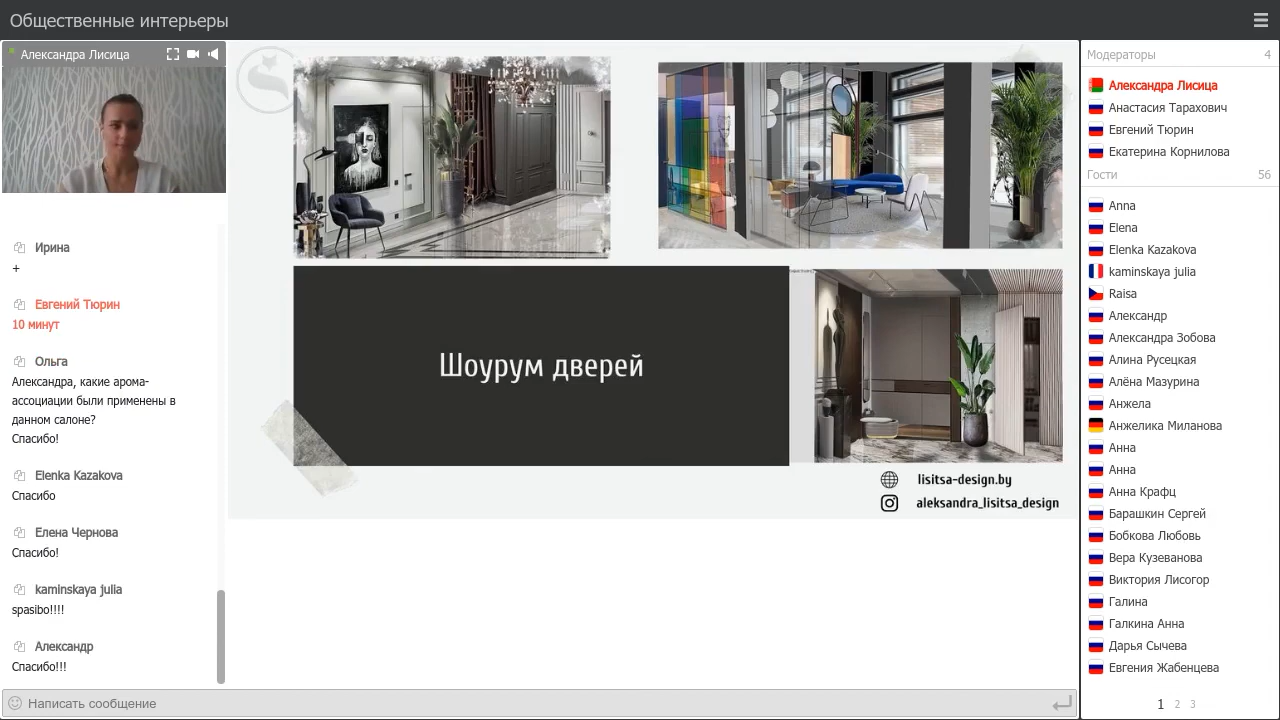 Общественные интерьеры
Александра Лисица
Ирина
+
Евгений Тюрин
10 минут
Ольга
Александра, какие арома-
ассоциации были применены в
данном салоне?
Спасибо!
Elenka Kazakova
Спасибо
Елена Чернова
Спасибо!
kaminskaya julia
spasibo!!!!
Александр
Спасибо!!!
Написать сообщение
Шоурум дверей
lisitsa-design.by
aleksandra_lisitsa_design
Модераторы 4
Александра Лисица
Анастасия Тарахович
Евгений Тюрин
Екатерина Корнилова
Гости 56
Anna
Elena
Elenka Kazakova
kaminskaya julia
Raisa
Александр
Александра Зобова
Алина Русецкая
Алёна Мазурина
Анжела
Анжелика Миланова
Анна
Анна
Анна Крафц
Барашкин Сергей
Бобкова Любовь
Вера Кузеванова
Виктория Лисогор
Галина
Галкина Анна
Дарья Сычева
Евгения Жабенцева
1 2 3